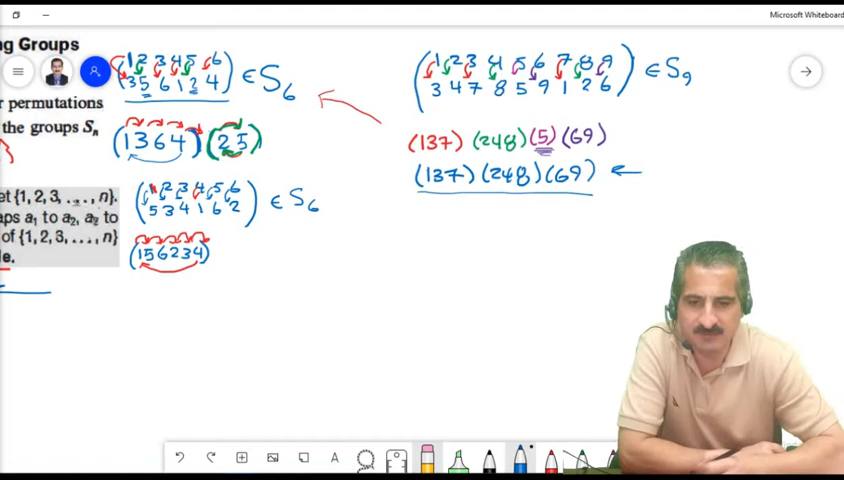 Microsoft Whiteboard
ng Groups
r permutations
the groups Sn
et {1, 2, 3, . . . , n}.
aps a1 to a2, a2 to
of {1, 2, 3, . . . , n}
le.
1 2 3 4 5 6
3 5 6 1 2 4
∈ S6
(1364)(25)
1 2 3 4 5 6
5 3 4 1 6 2
∈ S6
(156234)
1 2 3 4 5 6 7 8 9
3 4 7 8 5 9 1 2 6
∈ S9
(137) (248) (5) (69)
(137)(248)(69) ←
A